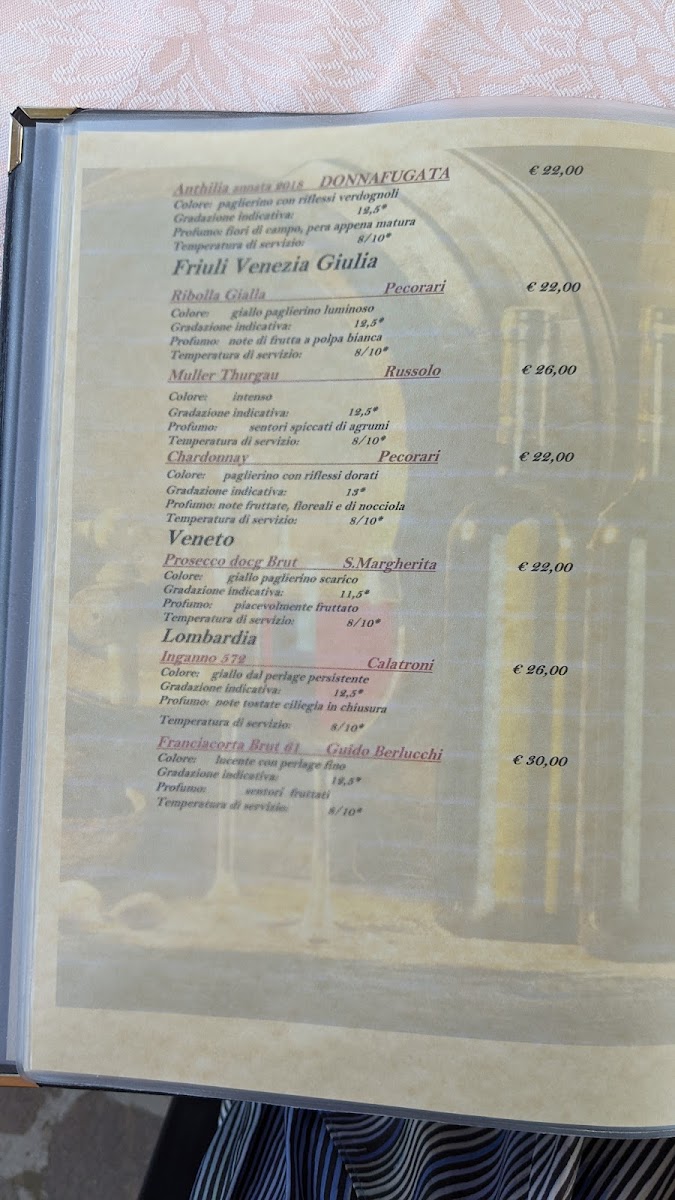 Anthilia annata 2018 DONNAFUGATA € 22,00
Colore: paglierino con riflessi verdognoli
Gradazione indicativa: 12,5°
Profumo: fiori di campo, pera appena matura
Temperatura di servizio: 8/10°
Friuli Venezia Giulia
Ribolla Gialla Pecorari € 22,00
Colore: giallo paglierino luminoso
Gradazione indicativa: 12,5°
Profumo: note di frutta a polpa bianca
Temperatura di servizio: 8/10°
Muller Thurgau Russolo € 26,00
Colore: intenso
Gradazione indicativa: 12,5°
Profumo: sentori spiccati di agrumi
Temperatura di servizio: 8/10°
Chardonnay Pecorari € 22,00
Colore: paglierino con riflessi dorati
Gradazione indicativa: 13°
Profumo: note fruttate, floreali e di nocciola
Temperatura di servizio: 8/10°
Veneto
Prosecco docg Brut S.Margherita € 22,00
Colore: giallo paglierino scarico
Gradazione indicativa: 11,5°
Profumo: piacevolmente fruttato
Temperatura di servizio: 8/10°
Lombardia
Inganno 572 Calatroni € 26,00
Colore: giallo dal perlage persistente
Gradazione indicativa: 12,5°
Profumo: note tostate ciliegia in chiusura
Temperatura di servizio: 8/10°
Franciacorta Brut 61 Guido Berlucchi € 30,00
Colore: lucente con perlage fino
Gradazione indicativa: 12,5°
Profumo: sentori fruttati
Temperatura di servizio: 8/10°